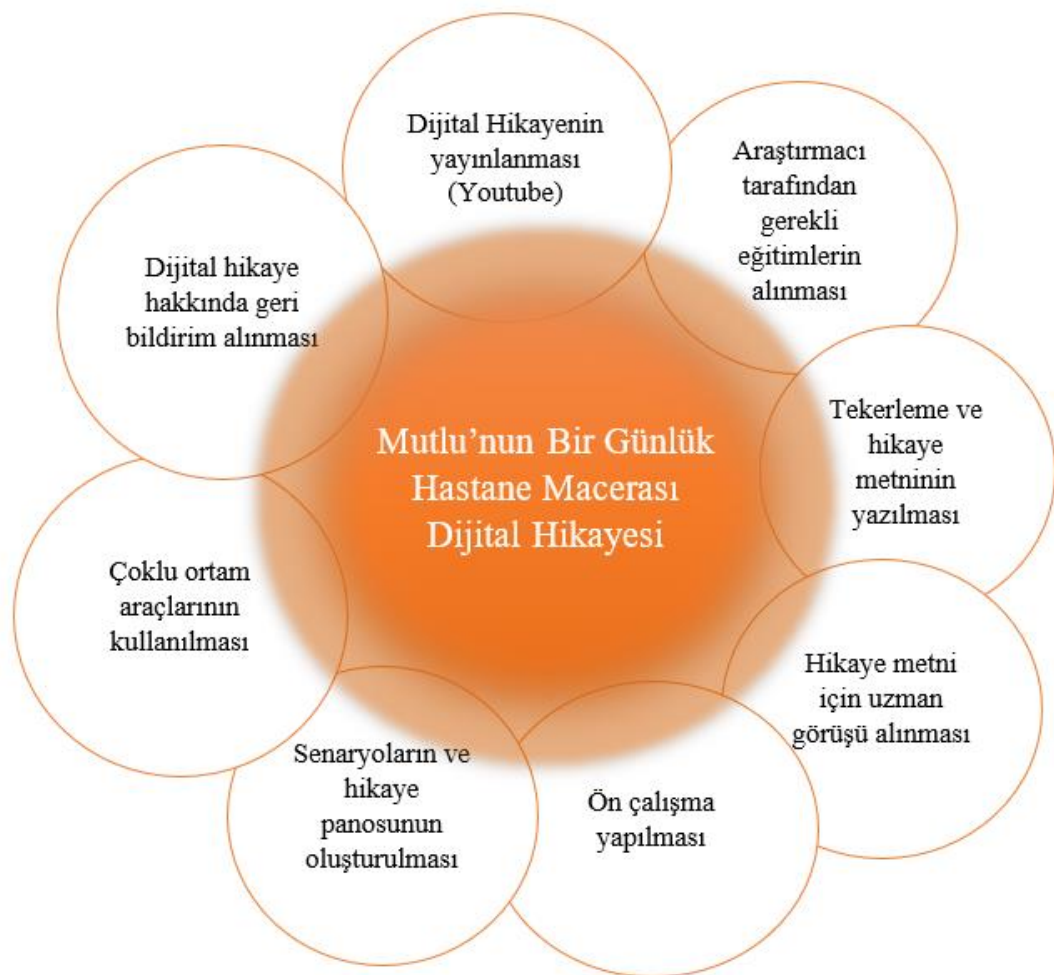 Dijital Hikayenin
yayınlanması
(Youtube)
Araştırmacı
tarafından
gerekli
eğitimlerin
alınması
Tekerleme ve
hikaye
metninin
yazılması
Hikaye metni
için uzman
görüşü alınması
Ön çalışma
yapılması
Senaryoların ve
hikaye
panosunun
oluşturulması
Çoklu ortam
araçlarının
kullanılması
Dijital hikaye
hakkında geri
bildirim alınması
Mutlu’nun Bir Günlük
Hastane Macerası
Dijital Hikayesi